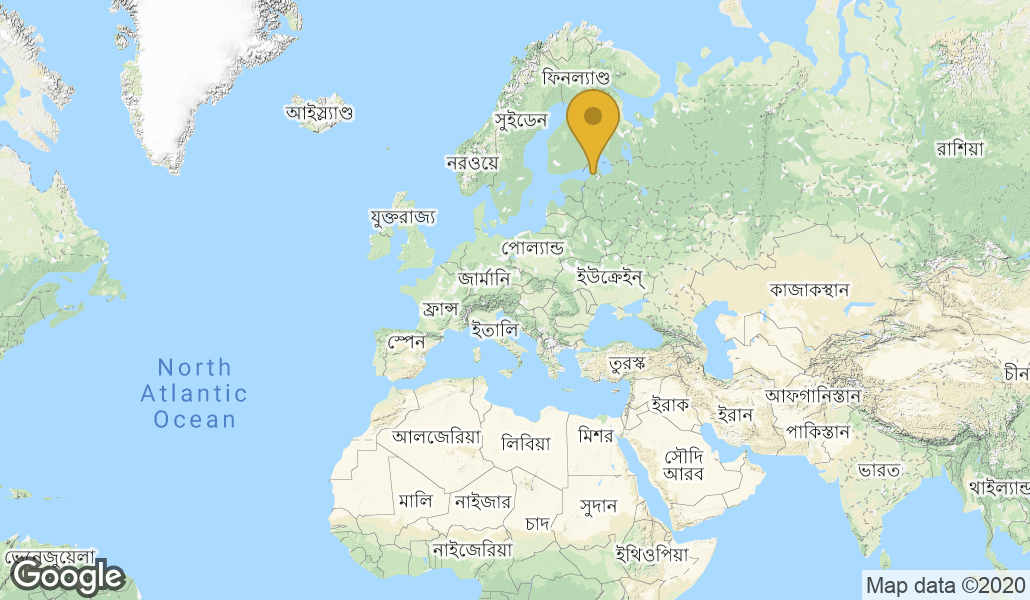 ফিনল্যাণ্ড
আইস্ল্যাণ্ড
সুইডেন
নরওয়ে
রাশিয়া
যুক্তরাজ্য
পোল্যান্ড
জার্মানি
ইউক্রেইন্
কাজাকস্থান
ফ্রান্স
ইতালি
স্পেন
তুরস্ক
North
Atlantic
Ocean
চীন
আফগানিস্তান
ইরাক
ইরান
পাকিস্তান
আলজেরিয়া
লিবিয়া
মিশর
সৌদি
আরব
ভারত
থাইল্যান্ড
মালি
নাইজার
চাদ
সুদান
নাইজেরিয়া
ইথিওপিয়া
ভেনেজুয়েলা
Google
Map data ©2020